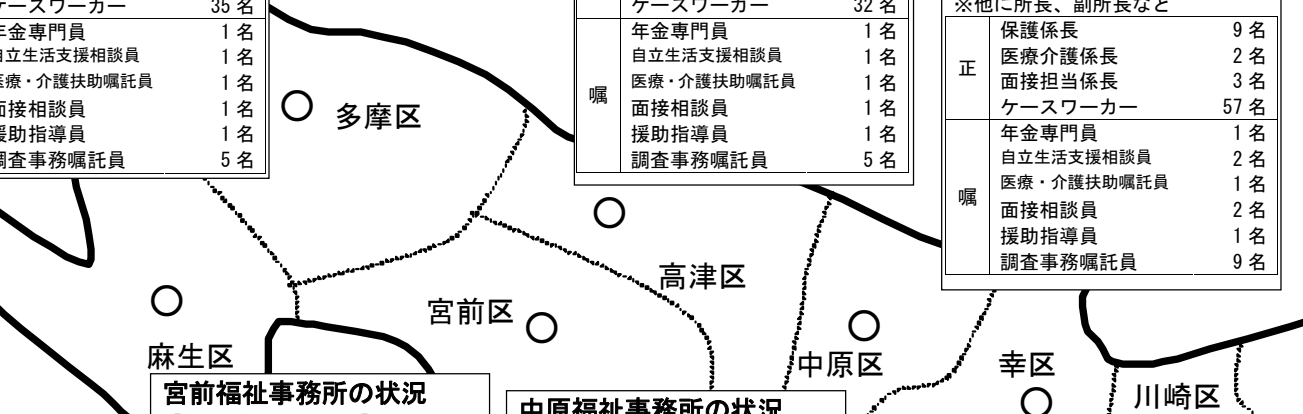 ケースワーカー 35 名
年金専門員 1 名
自立生活支援相談員 1 名
医療・介護扶助嘱託員 1 名
面接相談員 1 名
援助指導員 1 名
調査事務嘱託員 5 名
ケースワーカー 32 名
嘱
年金専門員 1 名
自立生活支援相談員 1 名
医療・介護扶助嘱託員 1 名
面接相談員 1 名
援助指導員 1 名
調査事務嘱託員 5 名
※他に所長、副所長など
正
保護係長 9 名
医療介護係長 2 名
面接担当係長 3 名
ケースワーカー 57 名
嘱
年金専門員 1 名
自立生活支援相談員 2 名
医療・介護扶助嘱託員 1 名
面接相談員 2 名
援助指導員 1 名
調査事務嘱託員 9 名
多摩区
高津区
宮前区
麻生区
中原区
幸区
川崎区
宮前福祉事務所の状況
中原福祉事務所の状況